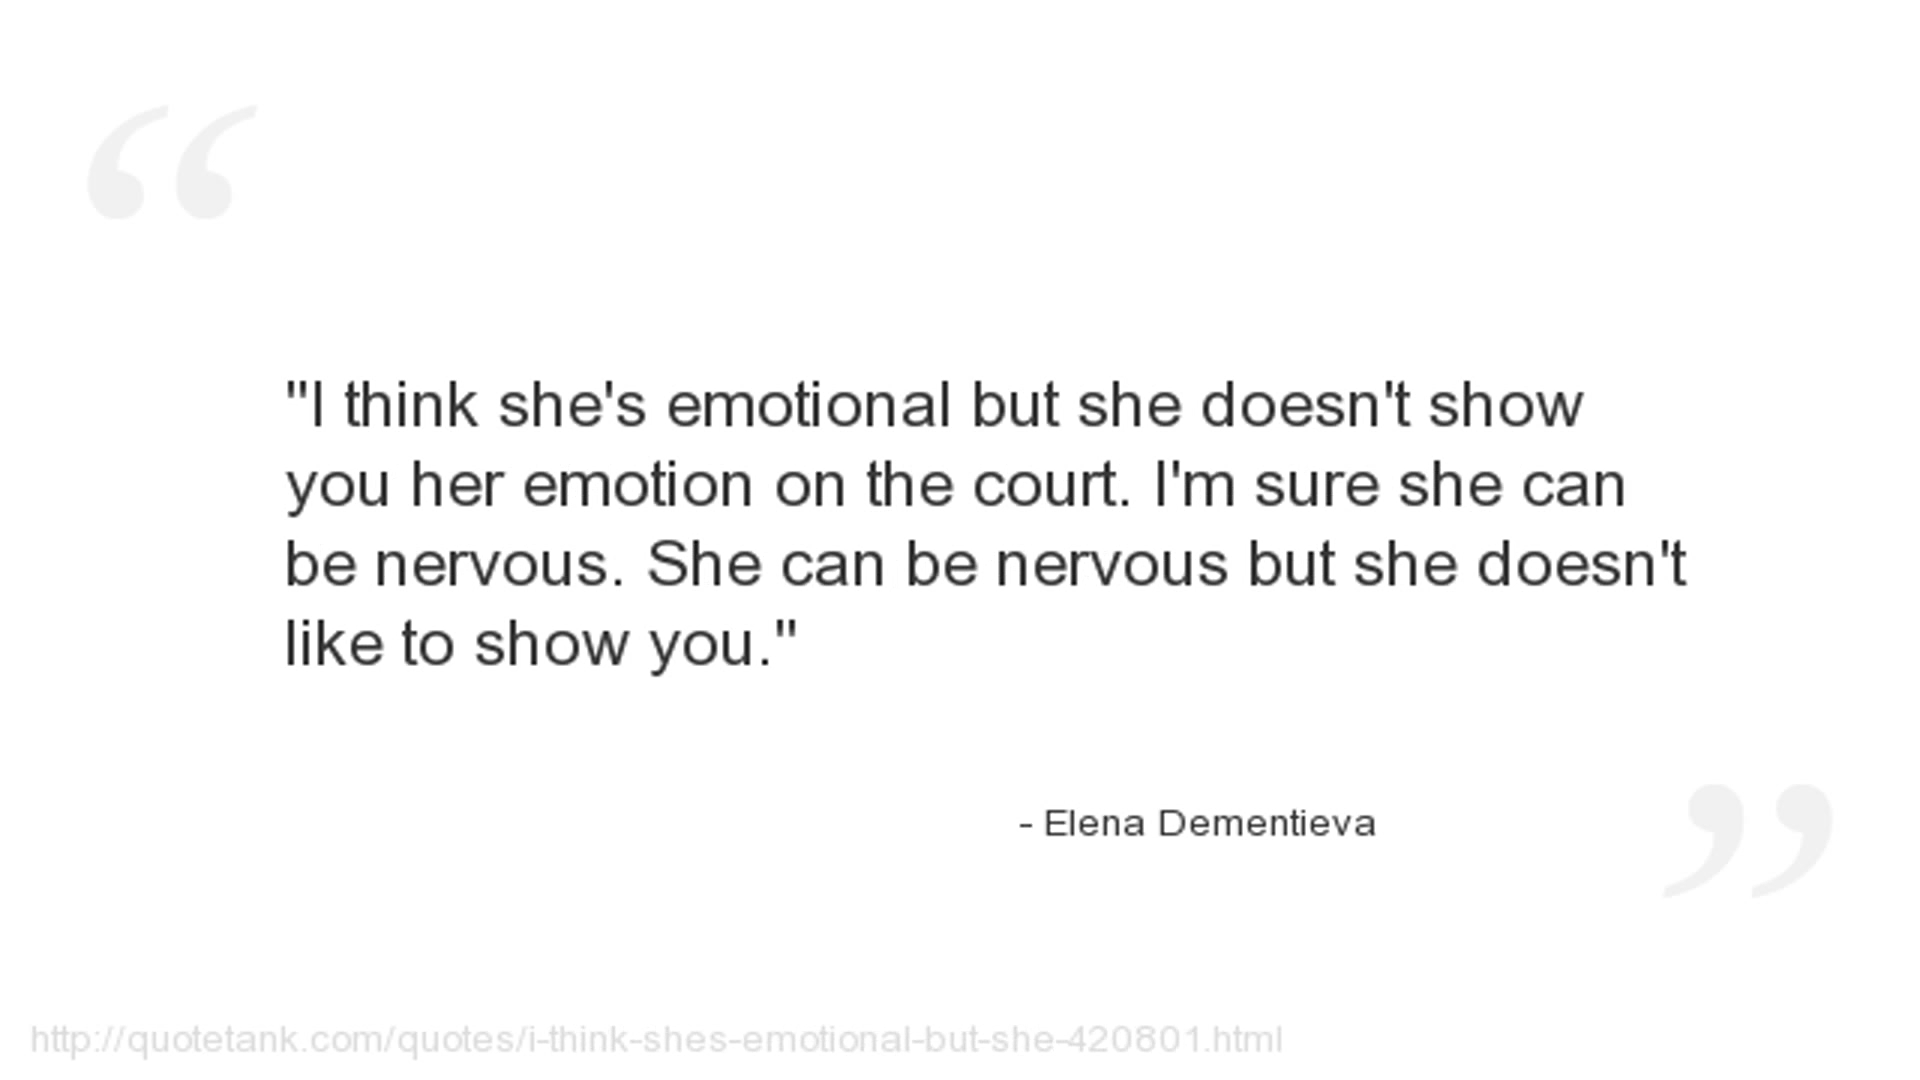 "I think she's emotional but she doesn't show
you her emotion on the court. I'm sure she can
be nervous. She can be nervous but she doesn't
like to show you."
- Elena Dementieva
http://quotetank.com/quotes/i-think-shes-emotional-but-she-420801.html